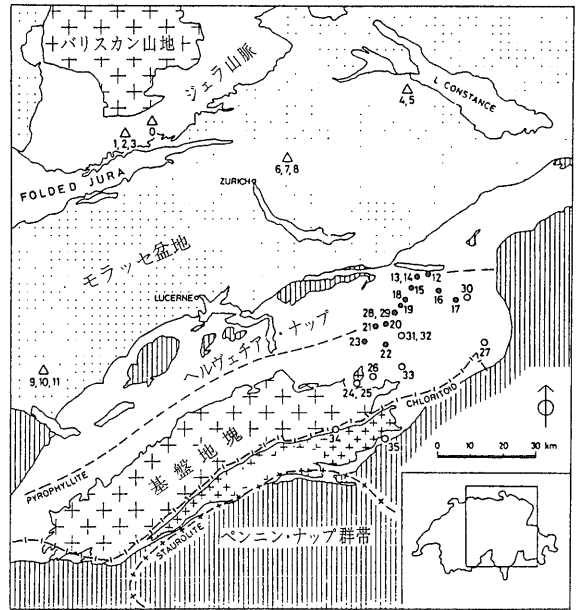 バリスカン山地
ジュラ山脈
L CONSTANCE
4,5
0
1, 2, 3
6, 7, 8
FOLDED JURA
ZURICH
モラッセ盆地
LUCERNE
13, 14
12
15
16
30
17
18
19
28, 29
20
21
31, 32
22
23
27
ヘルヴェチア・ナップ
9, 10, 11
26
33
24, 25
CHLORITOID
34
35
0 10 20 30 km
PYROPHYLLITE
基盤地塊
STAUROLITE
ペンニン・ナップ群帯